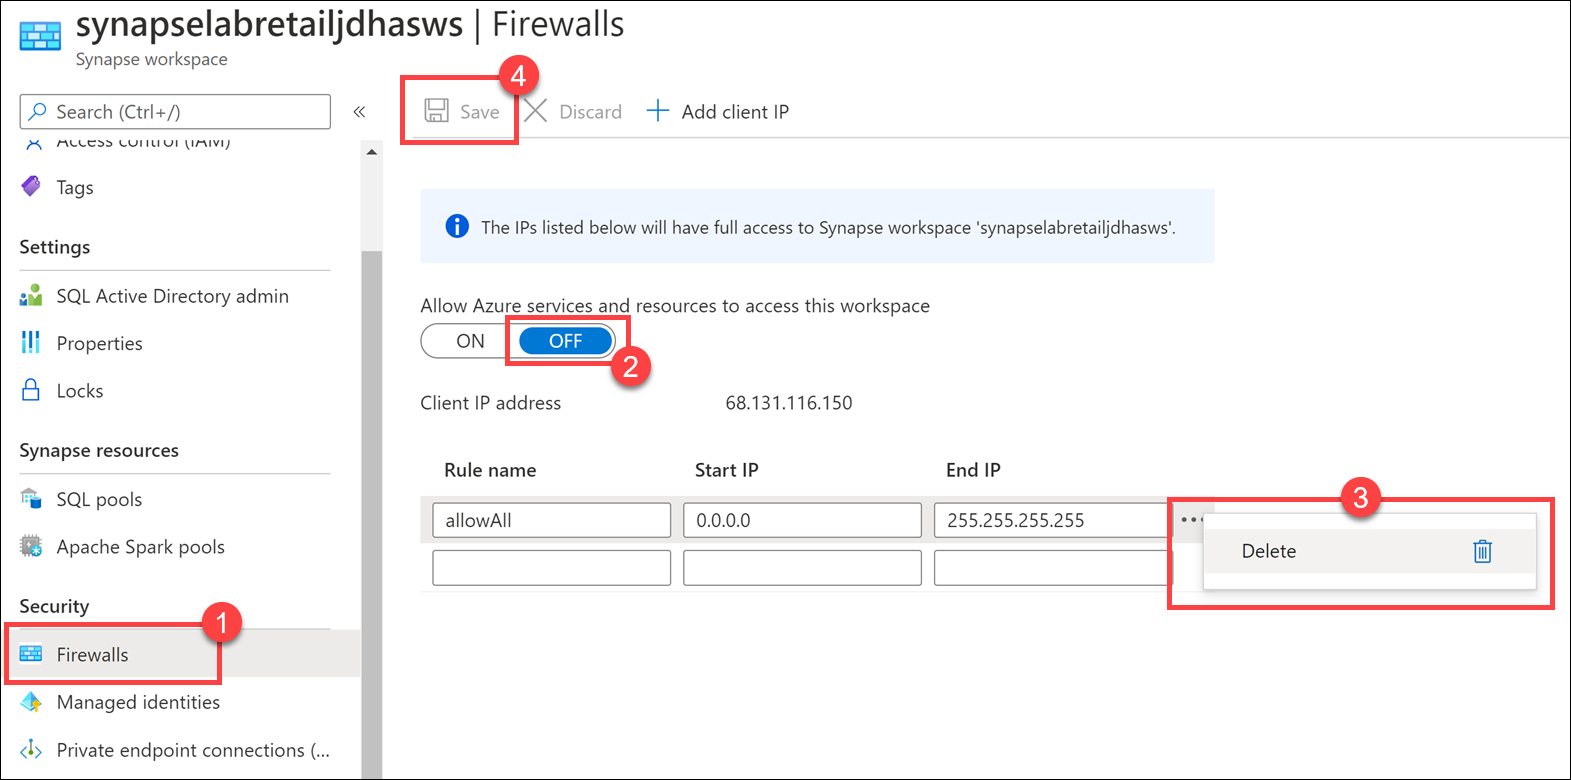 synapselabretailjdhasws | Firewalls
Synapse workspace
Search (Ctrl+/)
«
Access control (IAM)
Tags
Settings
SQL Active Directory admin
Properties
Locks
Synapse resources
SQL pools
Apache Spark pools
Security
1
Firewalls
Managed identities
Private endpoint connections (...
4
Save
Discard
Add client IP
The IPs listed below will have full access to Synapse workspace 'synapselabretailjdhasws'.
Allow Azure services and resources to access this workspace
ON OFF
2
Client IP address 68.131.116.150
Rule name Start IP End IP
allowAll 0.0.0.0 255.255.255.255 •••
3
Delete